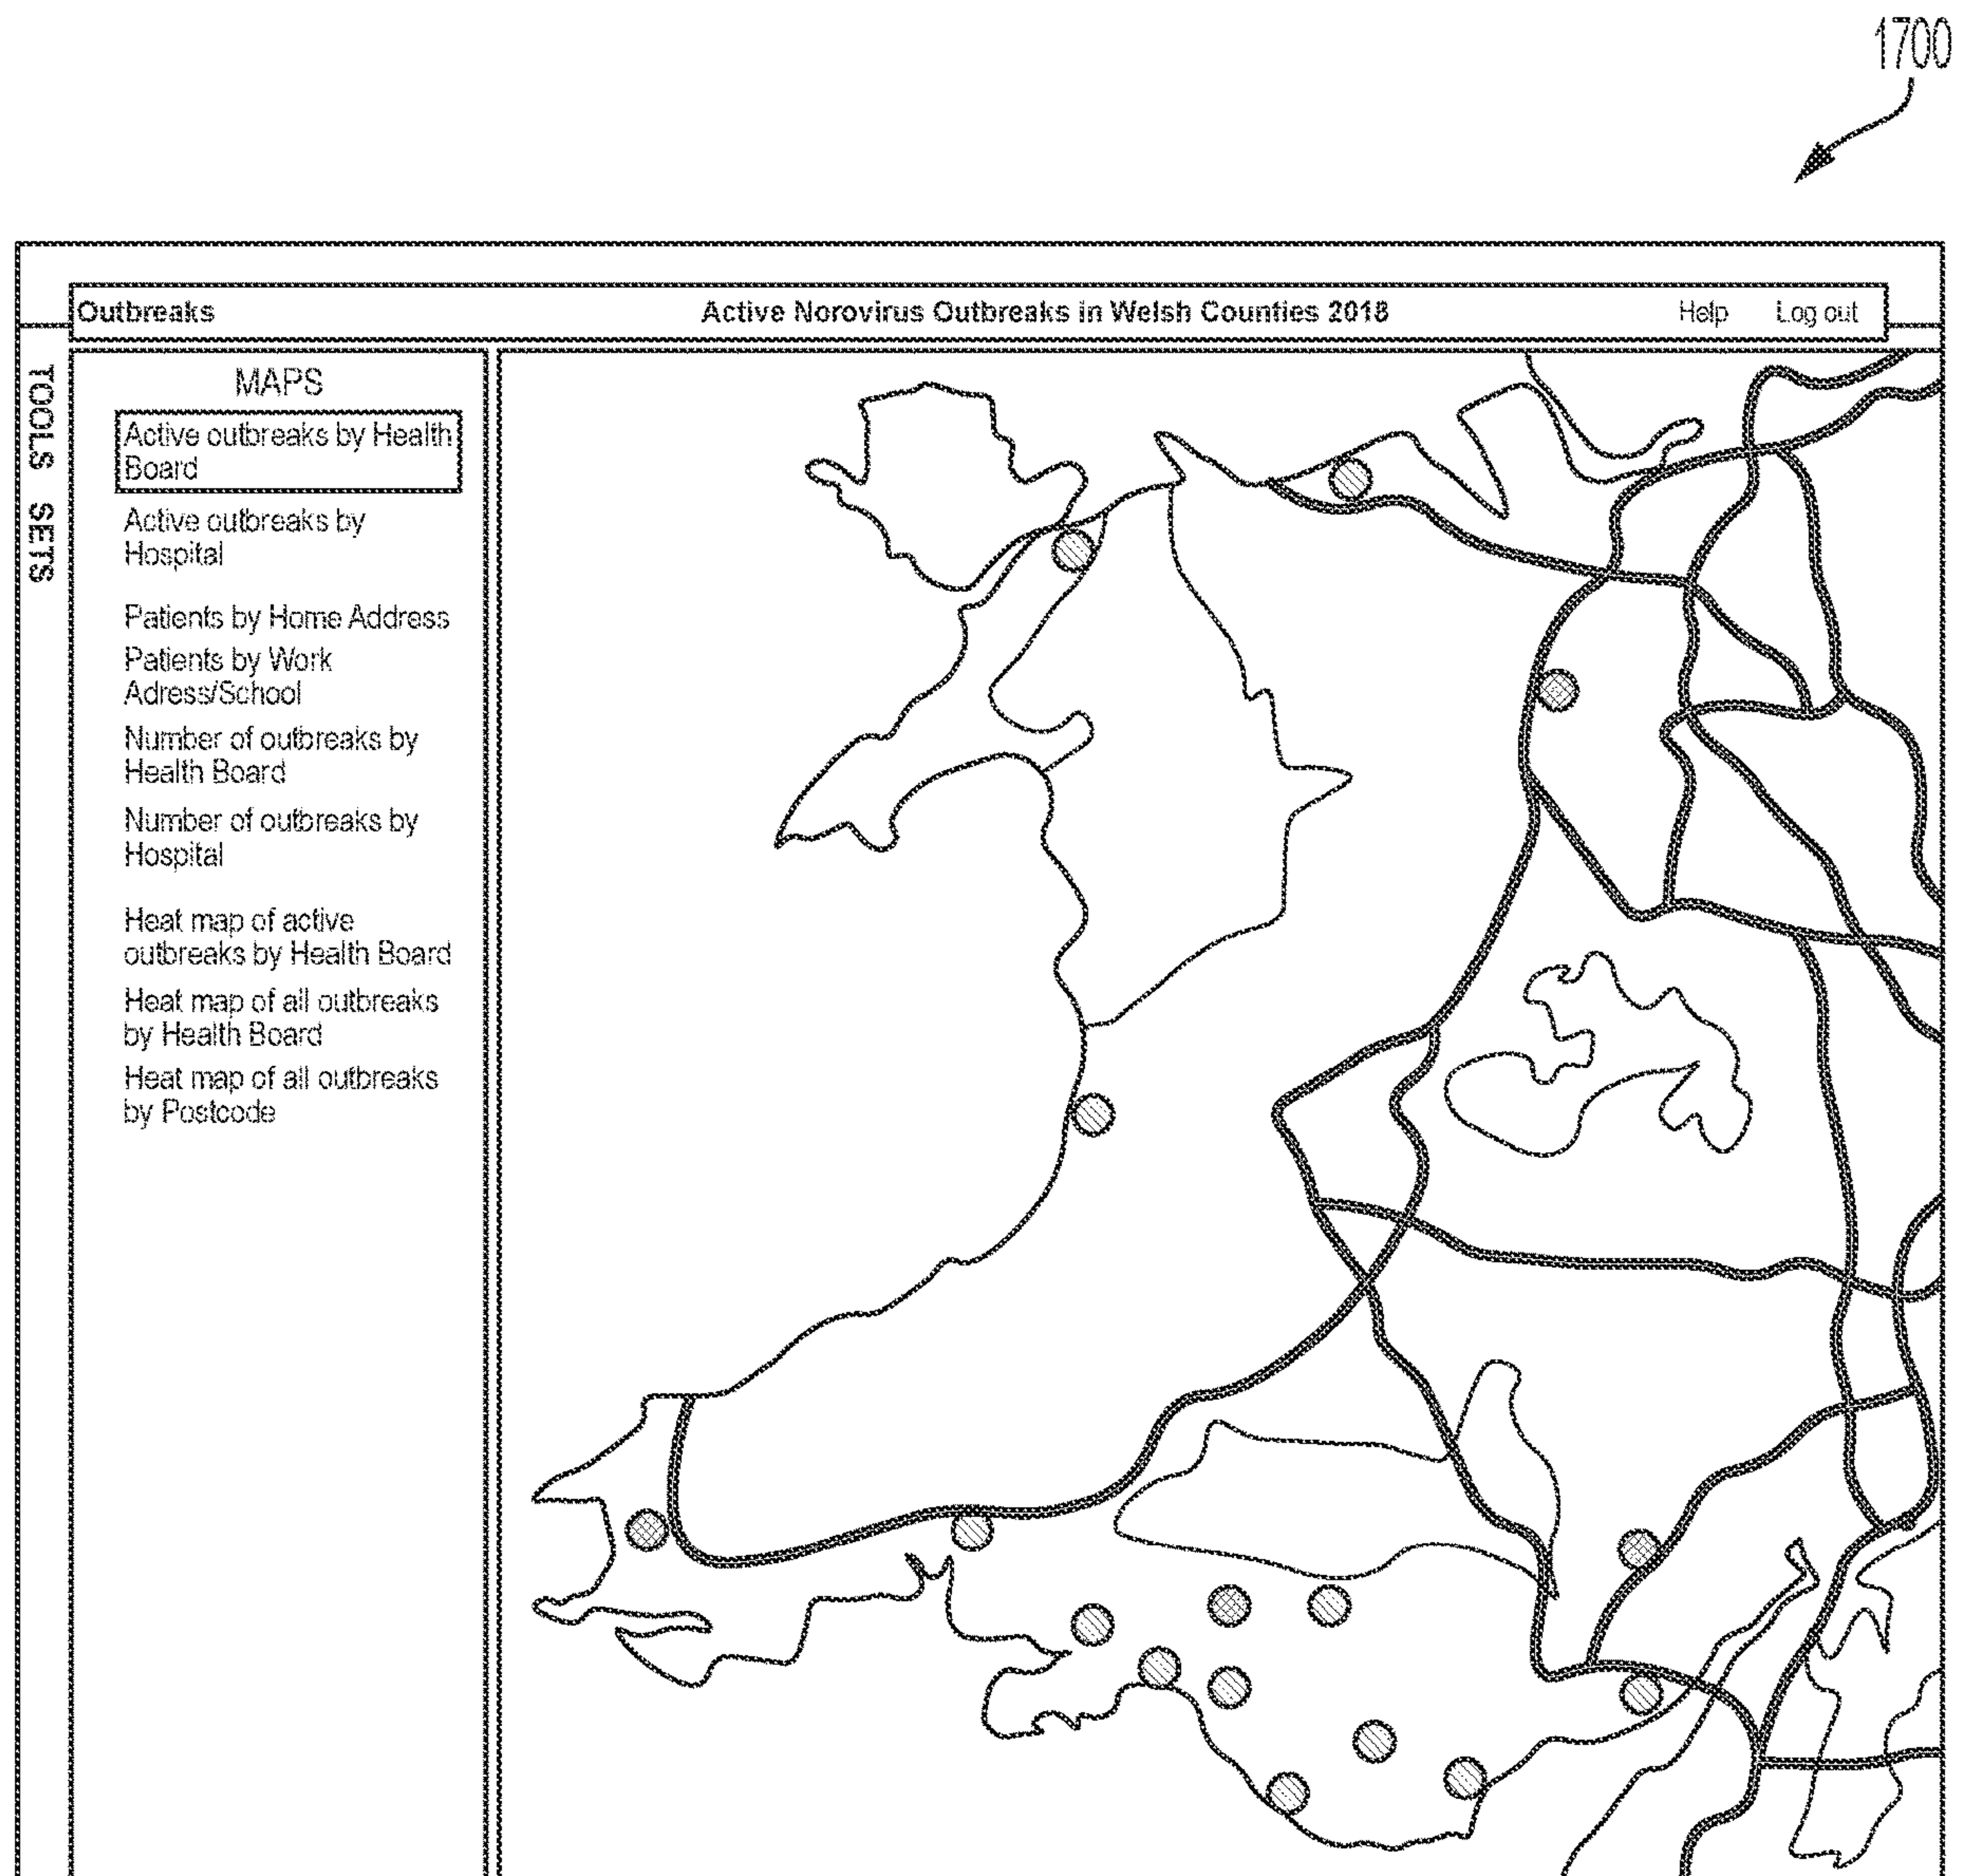 1700
Outbreaks
Active Norovirus Outbreaks in Welsh Counties 2018
Help
Log out
TOOLS
SETS
MAPS
Active outbreaks by Health
Board
Active outbreaks by
Hospital
Patients by Home Address
Patients by Work
Adress/School
Number of outbreaks by
Health Board
Number of outbreaks by
Hospital
Heat map of active
outbreaks by Health Board
Heat map of all outbreaks
by Health Board
Heat map of all outbreaks
by Postcode